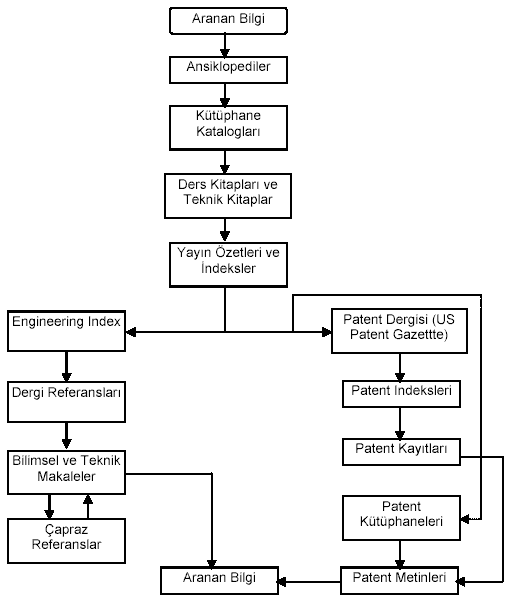 Aranan Bilgi
Ansiklopediler
Kütüphane
Katalogları
Ders Kitapları ve
Teknik Kitaplar
Yayın Özetleri ve
İndeksler
Engineering Index
Dergi Referansları
Bilimsel ve Teknik
Makaleler
Çapraz
Referanslar
Patent Dergisi (US
Patent Gazettte)
Patent İndeksleri
Patent Kayıtları
Patent
Kütüphaneleri
Patent Metinleri
Aranan Bilgi